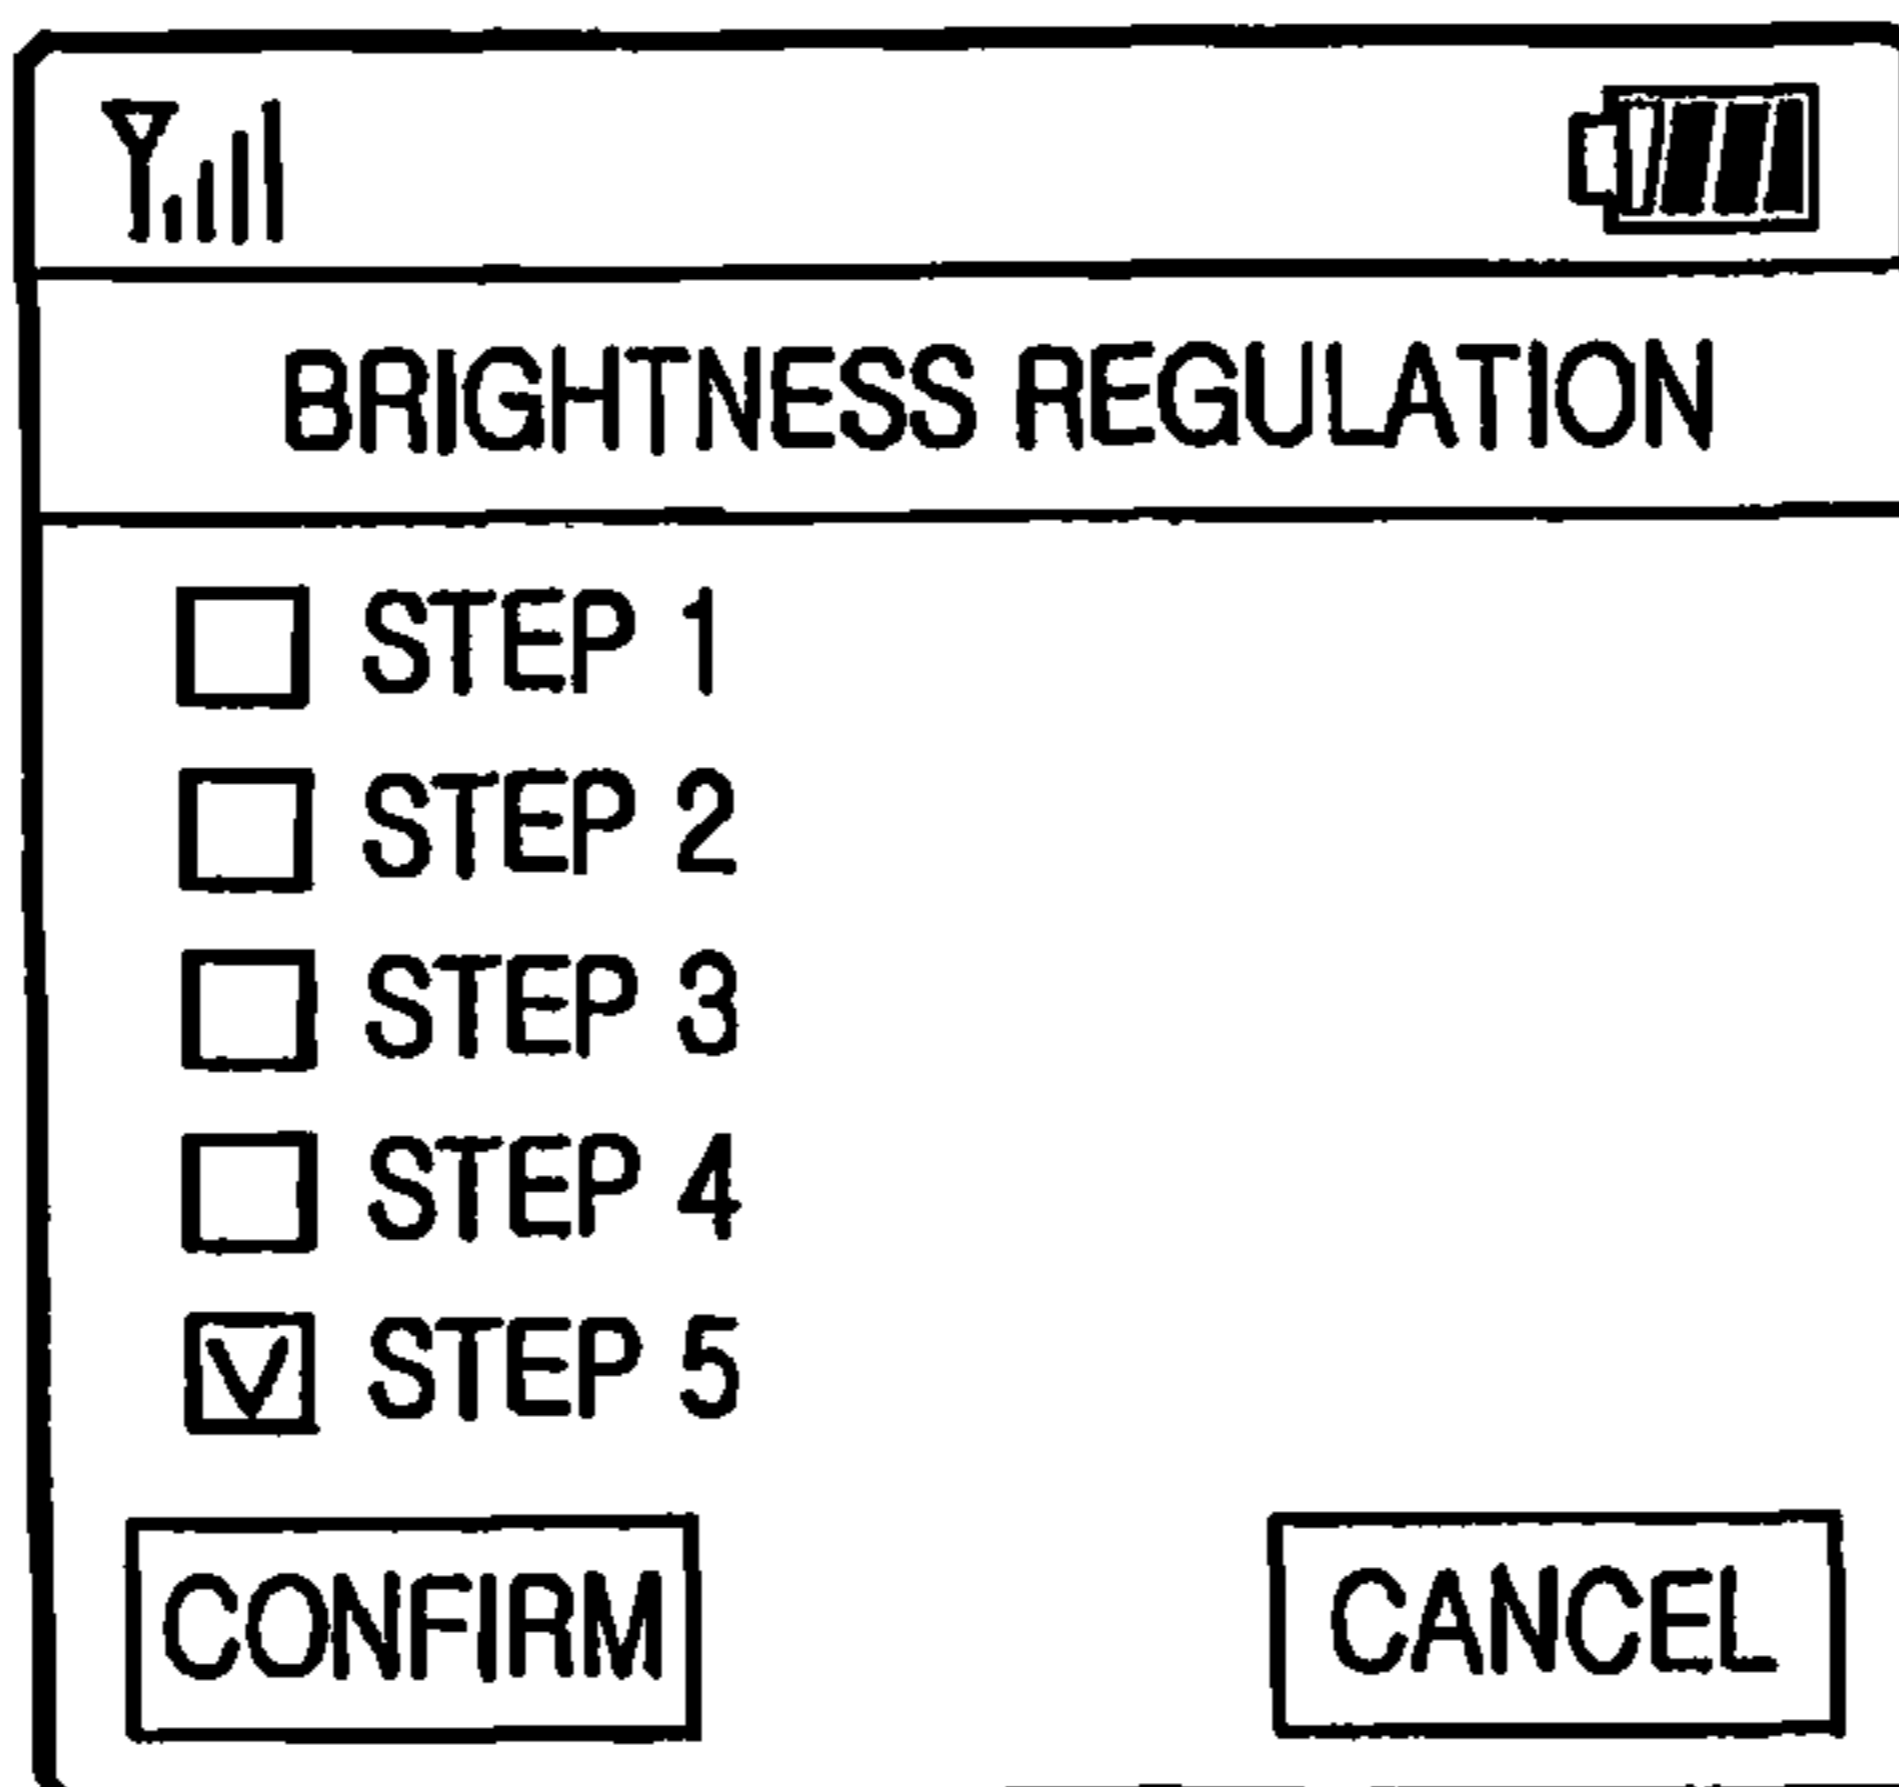 BRIGHTNESS REGULATION
STEP 1
STEP 2
STEP 3
STEP 4
STEP 5
CONFIRM
CANCEL